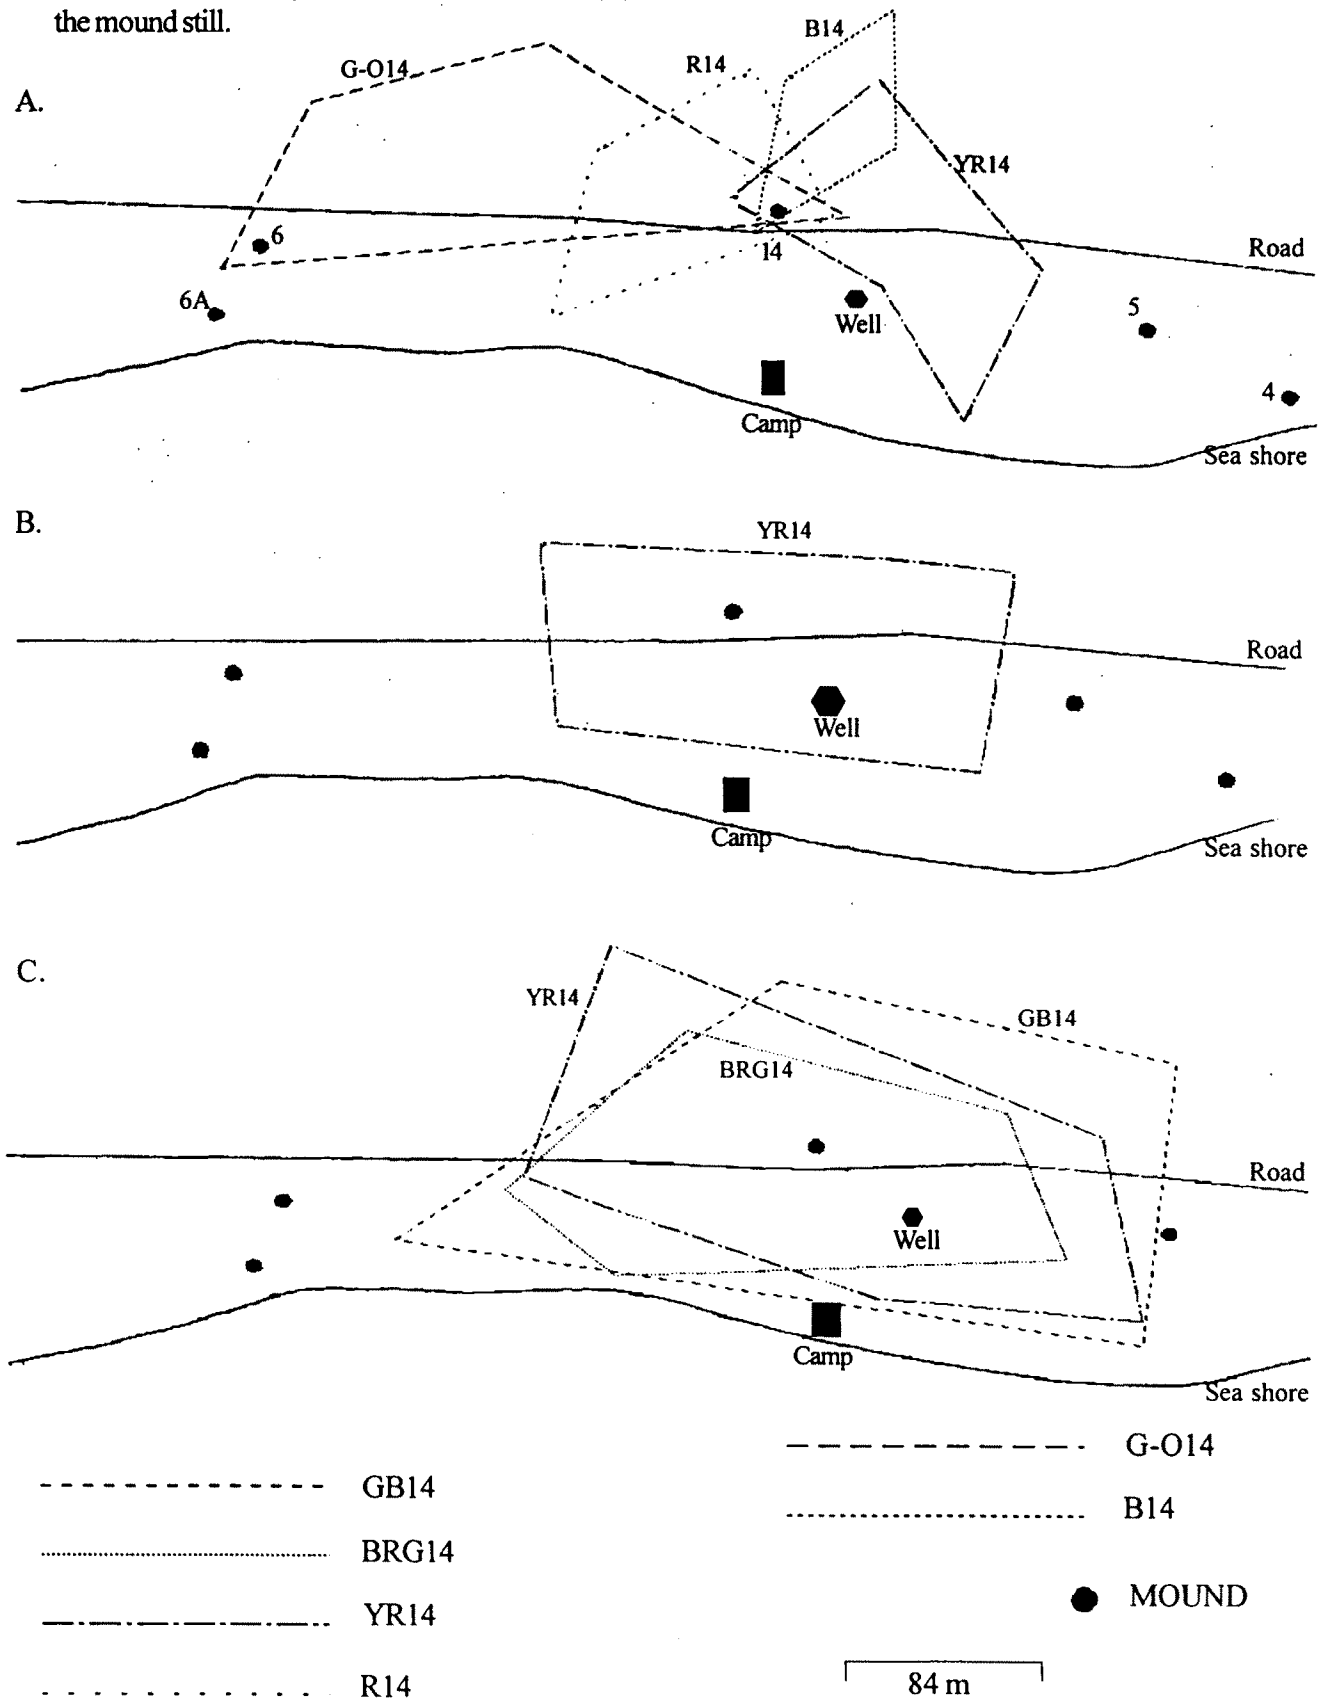 the mound still.
A.
G-O14
R14
B14
YR14
6
14
Road
6A
Well
5
4
Camp
Sea shore
B.
YR14
Road
Well
Camp
Sea shore
C.
YR14
GB14
BRG14
Road
Well
Camp
Sea shore
G-O14
GB14
B14
BRG14
MOUND
YR14
84 m
R14